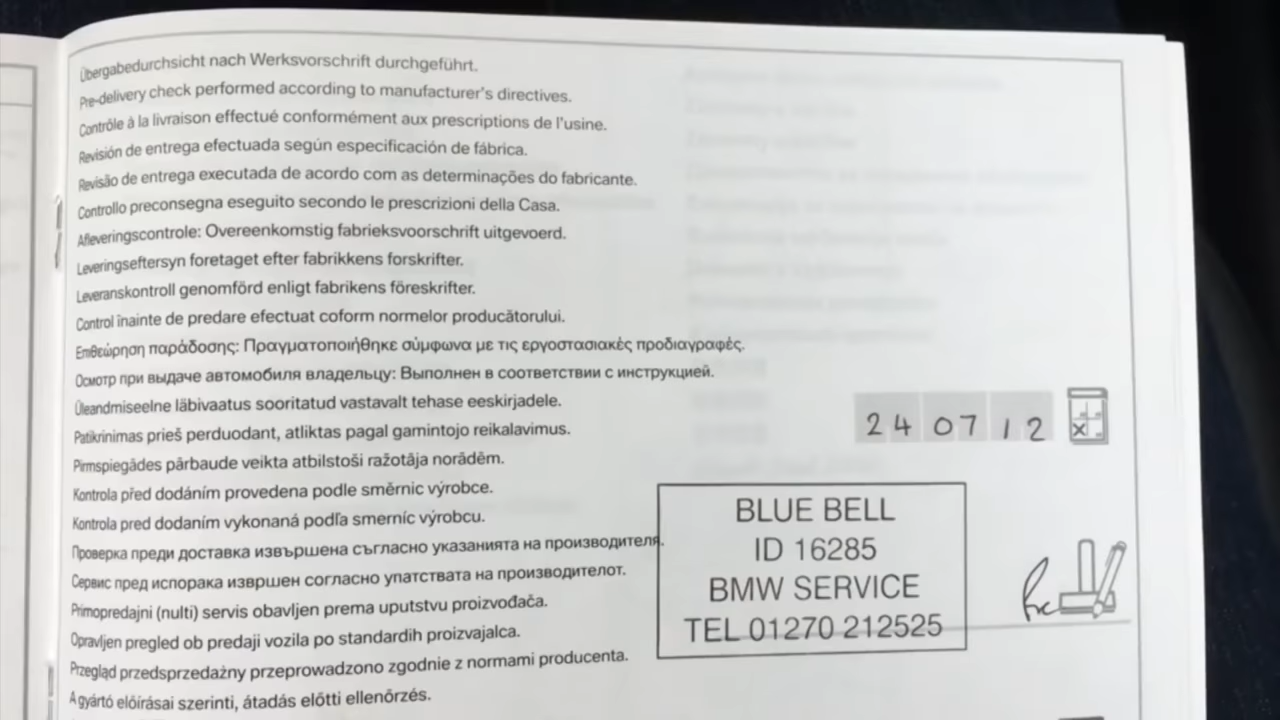 Übergabedurchsicht nach Werksvorschrift durchgeführt.
Pre-delivery check performed according to manufacturer's directives.
Contrôle à la livraison effectué conformément aux prescriptions de l'usine.
Revisión de entrega efectuada según especificación de fábrica.
Revisão de entrega executada de acordo com as determinações do fabricante.
Controllo preconsegna eseguito secondo le prescrizioni della Casa.
Afleveringscontrole: Overeenkomstig fabrieksvoorschrift uitgevoerd.
Leveringseftersyn foretaget efter fabrikkens forskrifter.
Leveranskontroll genomförd enligt fabrikens föreskrifter.
Control înainte de predare efectuat coform normelor producătorului.
Επιθεώρηση παράδοσης: Πραγματοποιήθηκε σύμφωνα με τις εργοστασιακές προδιαγραφές.
Осмотр при выдаче автомобиля владельцу: Выполнен в соответствии с инструкцией.
Üleandmiseelne läbivaatus sooritatud vastavalt tehase eeskirjadele.
Patikrinimas prieš perduodant, atliktas pagal gamintojo reikalavimus.
Pirmspiegādes pārbaude veikta atbilstoši ražotāja norādēm.
Kontrola před dodáním provedena podle směrnic výrobce.
Kontrola pred dodaním vykonaná podľa smerníc výrobcu.
Проверка преди доставка извършена съгласно указанията на производителя.
Сервис пред испорака извршен согласно упатствата на производителот.
Primopredajni (nulti) servis obavljen prema uputstvu proizvođača.
Opravljen pregled ob predaji vozila po standardih proizvajalca.
Przegląd przedsprzedażny przeprowadzono zgodnie z normami producenta.
A gyártó előírásai szerinti, átadás előtti ellenőrzés.
24 07 12
X
BLUE BELL
ID 16285
BMW SERVICE
TEL 01270 212525